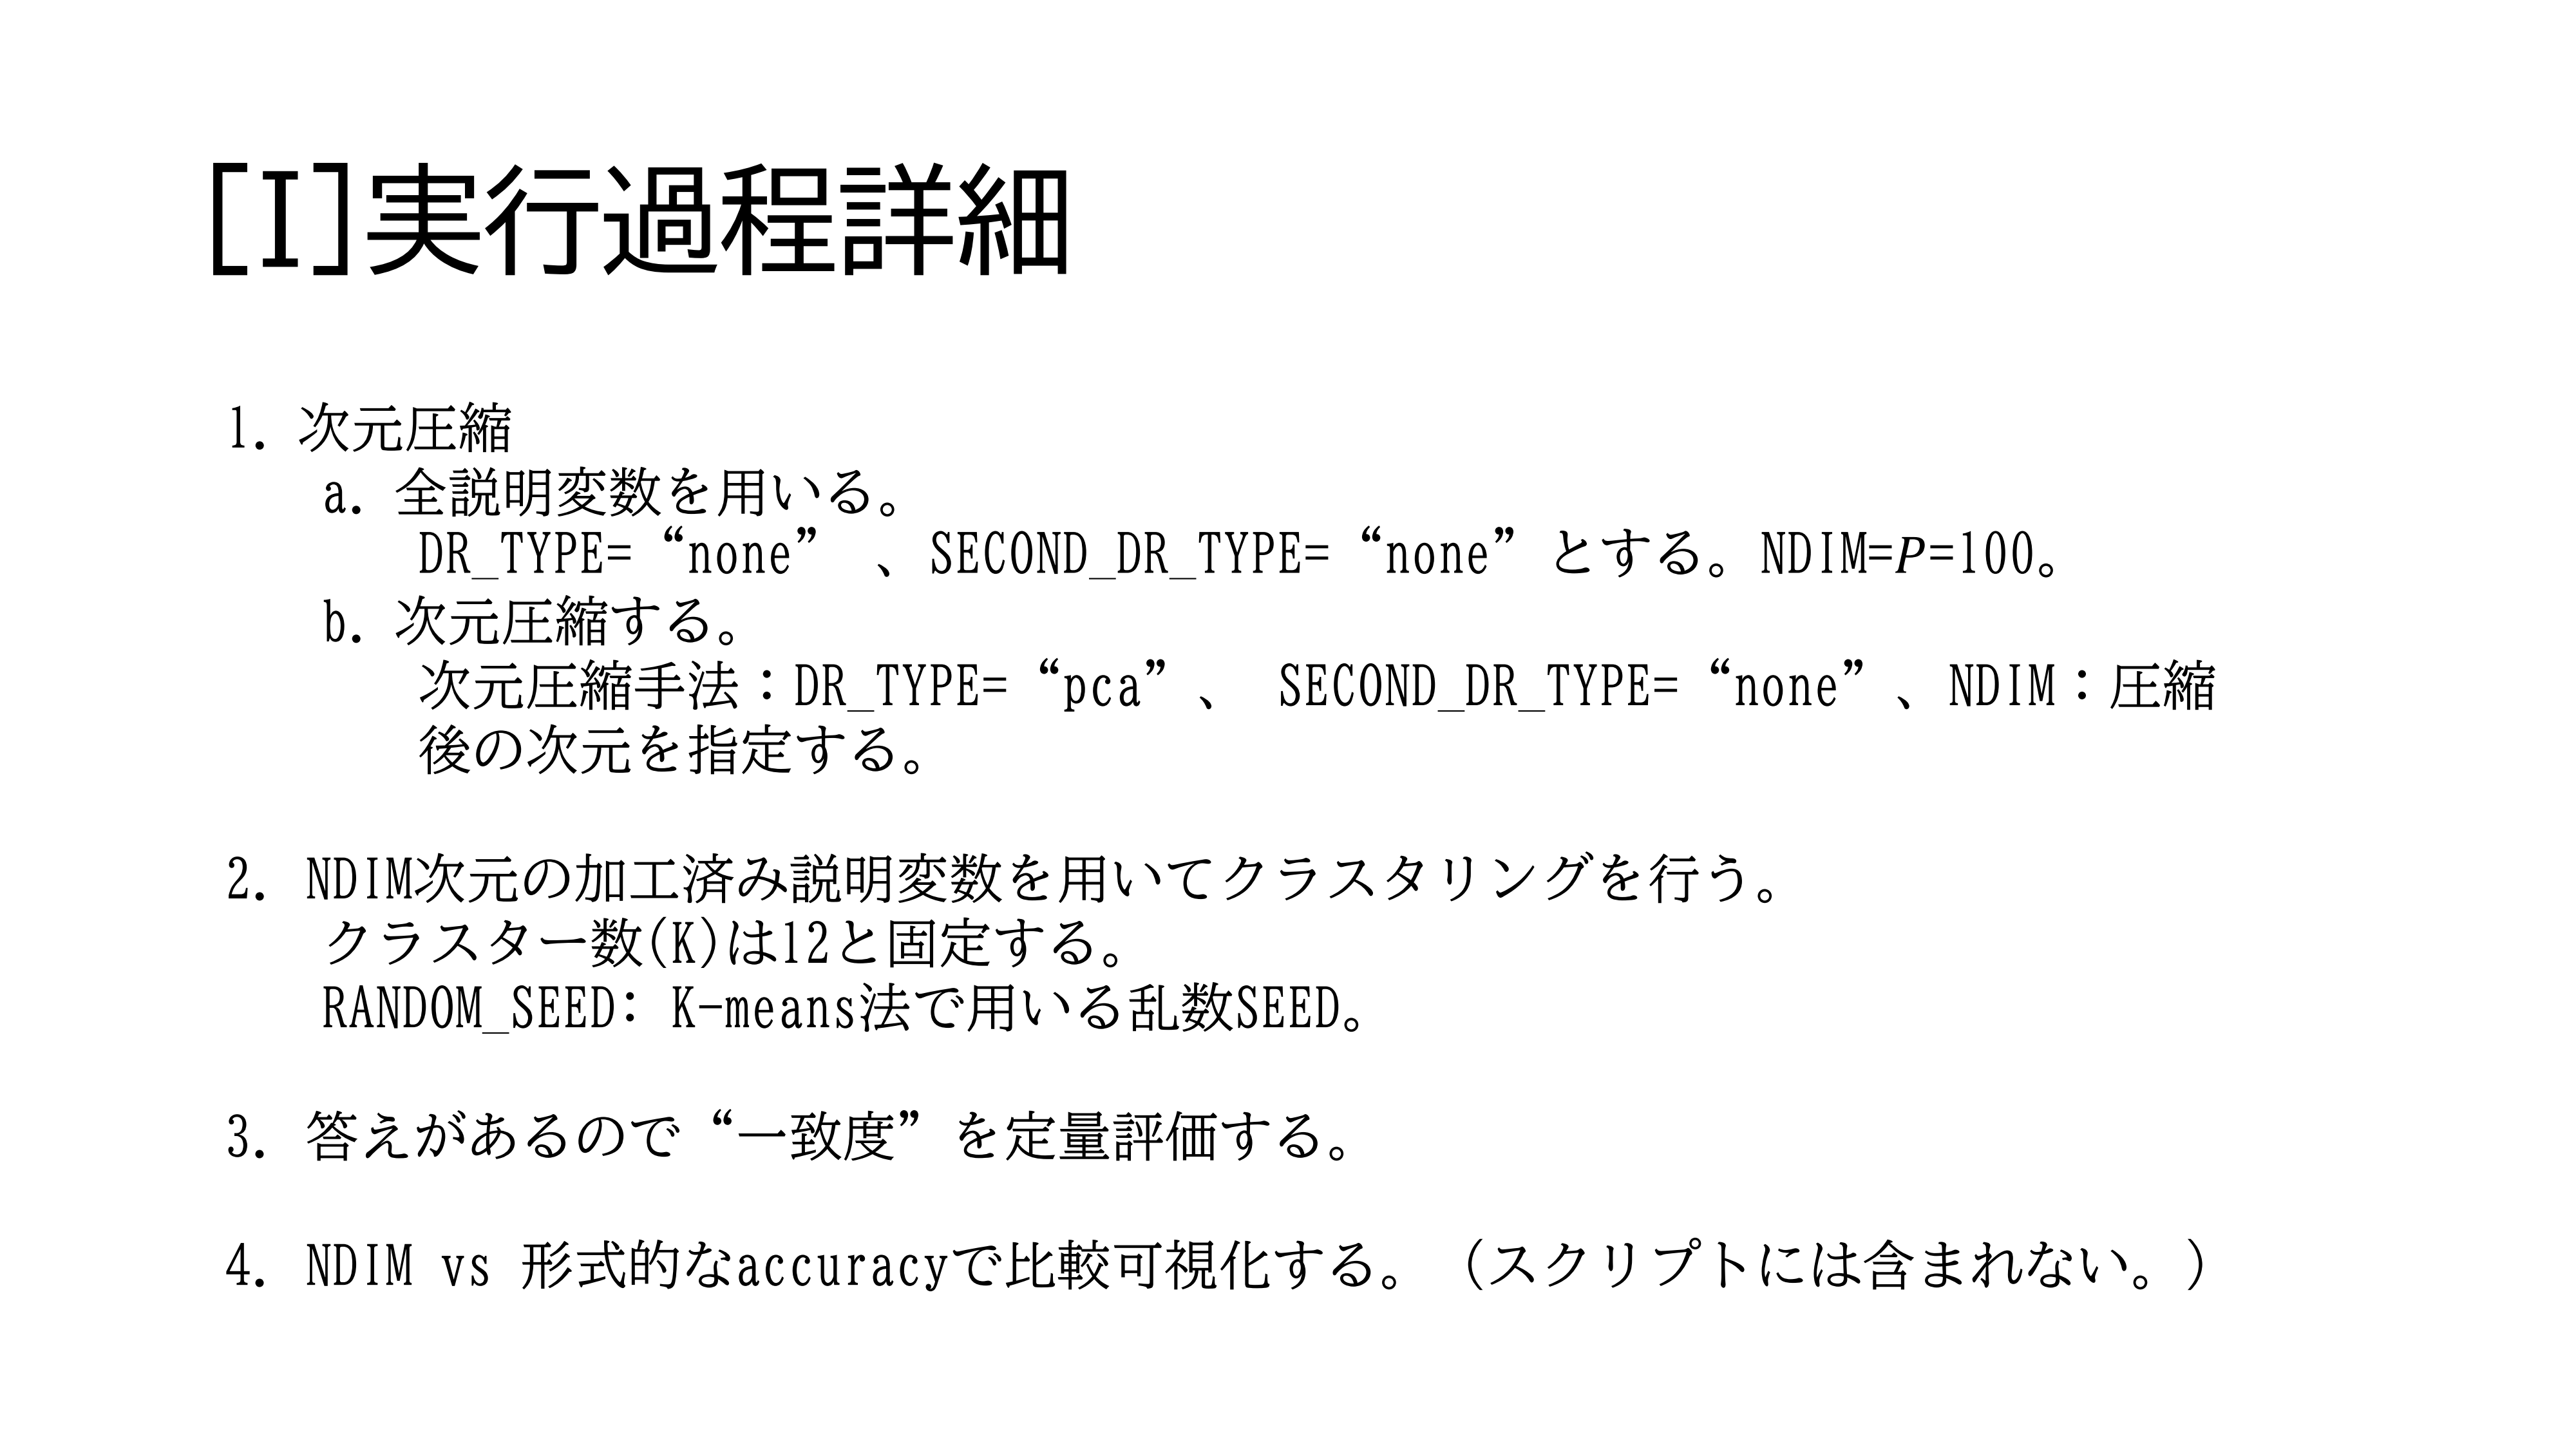 [I]実行過程詳細
1. 次元圧縮
a. 全説明変数を用いる。
DR_TYPE=“none” 、SECOND_DR_TYPE=“none”とする。NDIM=P=100。
b. 次元圧縮する。
次元圧縮手法：DR_TYPE=“pca”、 SECOND_DR_TYPE=“none”、NDIM：圧縮
後の次元を指定する。
2. NDIM次元の加工済み説明変数を用いてクラスタリングを行う。
クラスター数(K)は12と固定する。
RANDOM_SEED: K-means法で用いる乱数SEED。
3. 答えがあるので“一致度”を定量評価する。
4. NDIM vs 形式的なaccuracyで比較可視化する。（スクリプトには含まれない。）